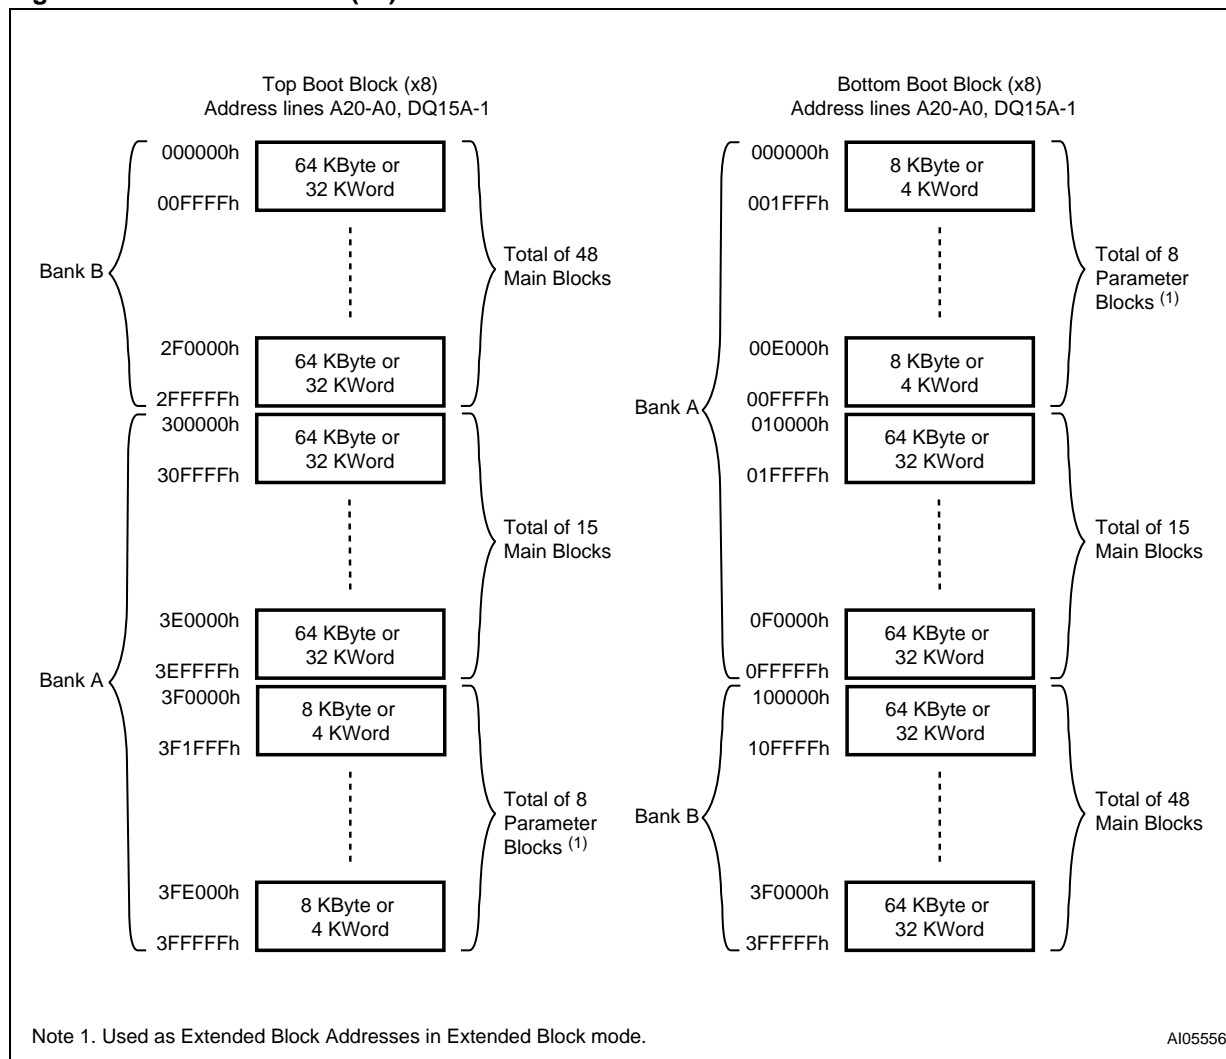 Top Boot Block (x8)
Address lines A20-A0, DQ15A-1
000000h
64 KByte or
32 KWord
00FFFFh
Bank B
Total of 48
Main Blocks
2F0000h
64 KByte or
32 KWord
2FFFFFh
300000h
64 KByte or
32 KWord
30FFFFh
Total of 15
Main Blocks
3E0000h
64 KByte or
32 KWord
3EFFFFh
Bank A
3F0000h
8 KByte or
4 KWord
3F1FFFh
Total of 8
Parameter
Blocks (1)
3FE000h
8 KByte or
4 KWord
3FFFFFh
Bottom Boot Block (x8)
Address lines A20-A0, DQ15A-1
000000h
8 KByte or
4 KWord
001FFFh
Total of 8
Parameter
Blocks (1)
00E000h
8 KByte or
4 KWord
00FFFFh
Bank A
010000h
64 KByte or
32 KWord
01FFFFh
Total of 15
Main Blocks
0F0000h
64 KByte or
32 KWord
0FFFFFh
100000h
64 KByte or
32 KWord
10FFFFh
Bank B
Total of 48
Main Blocks
3F0000h
64 KByte or
32 KWord
3FFFFFh
Note 1. Used as Extended Block Addresses in Extended Block mode.
AI05556